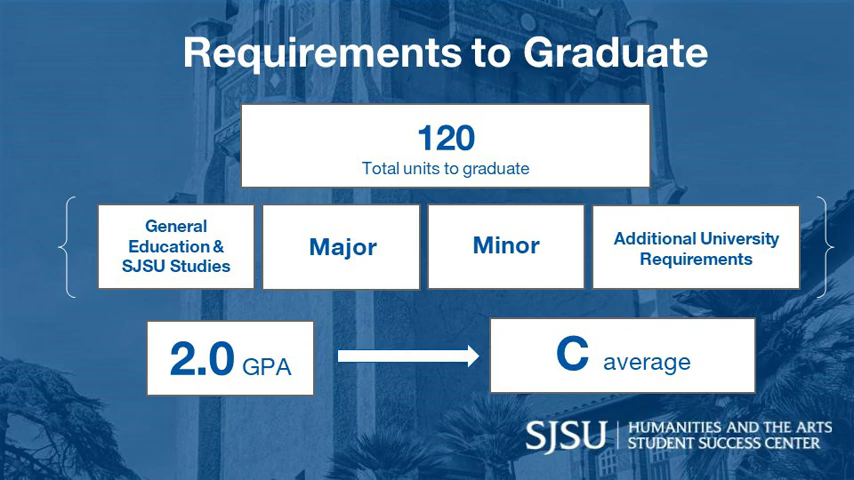 Requirements to Graduate
120
Total units to graduate
General
Education &
SJSU Studies
Major
Minor
Additional University
Requirements
2.0 GPA
C average
SJSU | HUMANITIES AND THE ARTS
STUDENT SUCCESS CENTER